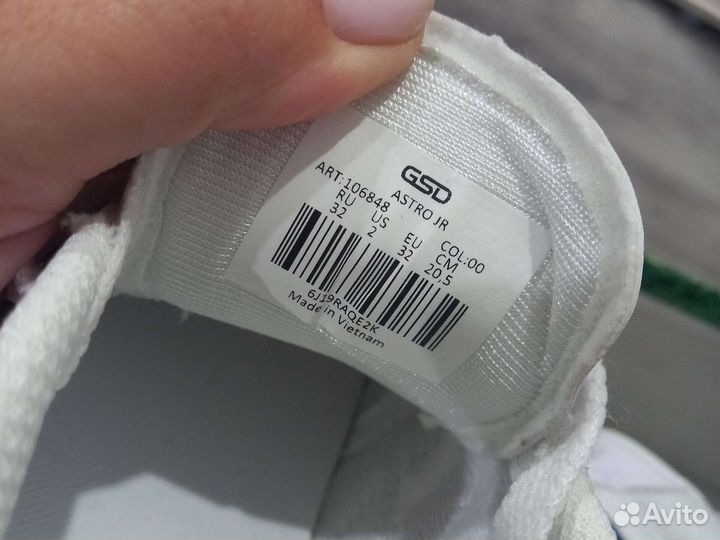 GSD
ART:106848 ASTRO JR COL:00
RU US EU CM
32 2 32 20,5
6J19RAQE2K
Made in Vietnam
Avito